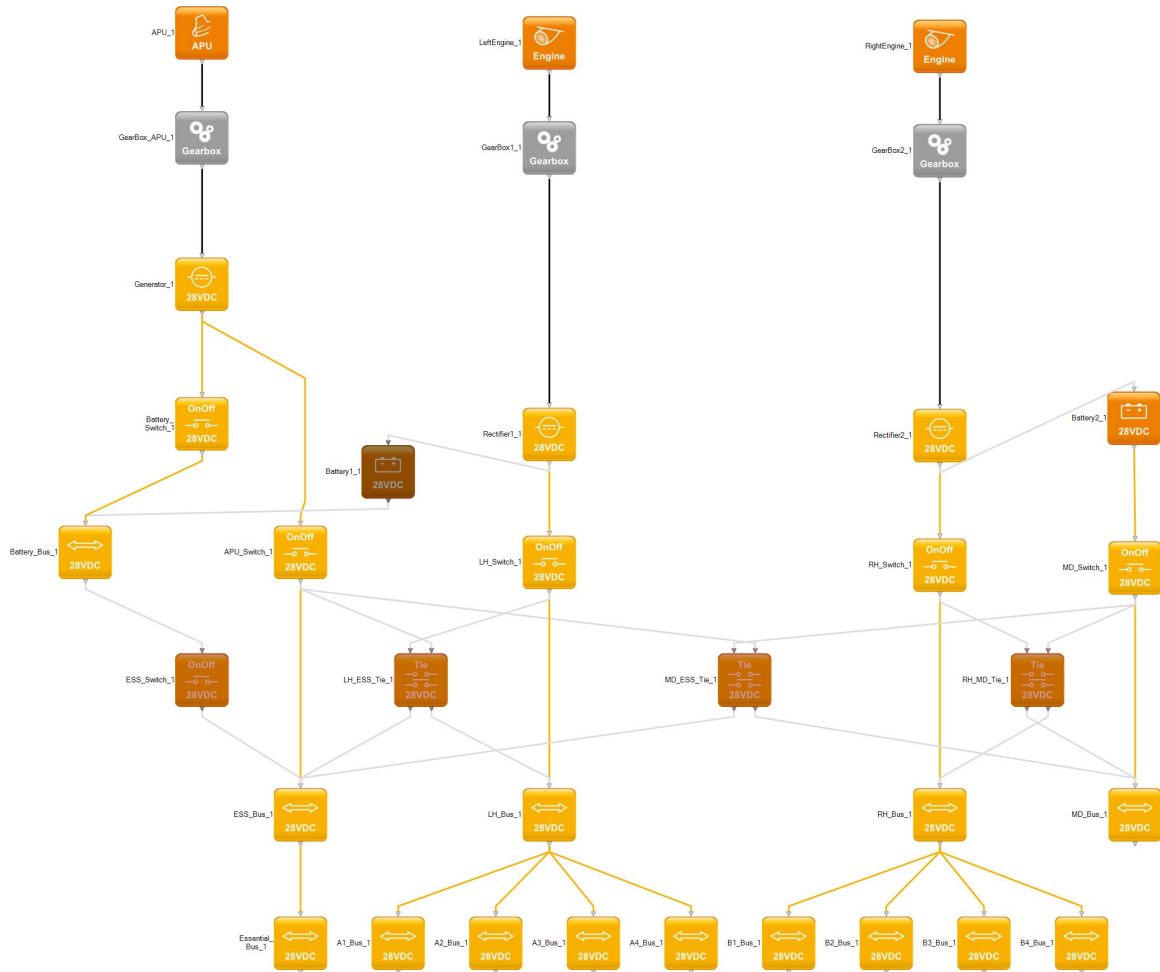 APU_1
APU
LeftEngine_1
Engine
RightEngine_1
Engine
GearBox_APU_1
Gearbox
GearBox1_1
Gearbox
GearBox2_1
Gearbox
Generator_1
28VDC
Battery_
Switch_1
OnOff
28VDC
Rectifier1_1
28VDC
Rectifier2_1
28VDC
Battery2_1
28VDC
Battery1_1
28VDC
Battery_Bus_1
28VDC
APU_Switch_1
OnOff
28VDC
LH_Switch_1
OnOff
28VDC
RH_Switch_1
OnOff
28VDC
MD_Switch_1
OnOff
28VDC
ESS_Switch_1
OnOff
28VDC
LH_ESS_Tie_1
Tie
28VDC
MD_ESS_Tie_1
Tie
28VDC
RH_MD_Tie_1
Tie
28VDC
ESS_Bus_1
28VDC
LH_Bus_1
28VDC
RH_Bus_1
28VDC
MD_Bus_1
28VDC
Essential_
Bus_1
28VDC
A1_Bus_1
28VDC
A2_Bus_1
28VDC
A3_Bus_1
28VDC
A4_Bus_1
28VDC
B1_Bus_1
28VDC
B2_Bus_1
28VDC
B3_Bus_1
28VDC
B4_Bus_1
28VDC